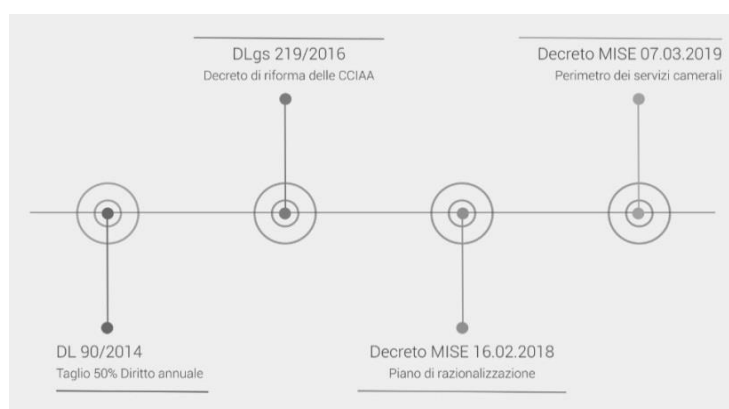 DLgs 219/2016
Decreto di riforma delle CCIAA
Decreto MISE 07.03.2019
Perimetro dei servizi camerali
DL 90/2014
Taglio 50% Diritto annuale
Decreto MISE 16.02.2018
Piano di razionalizzazione